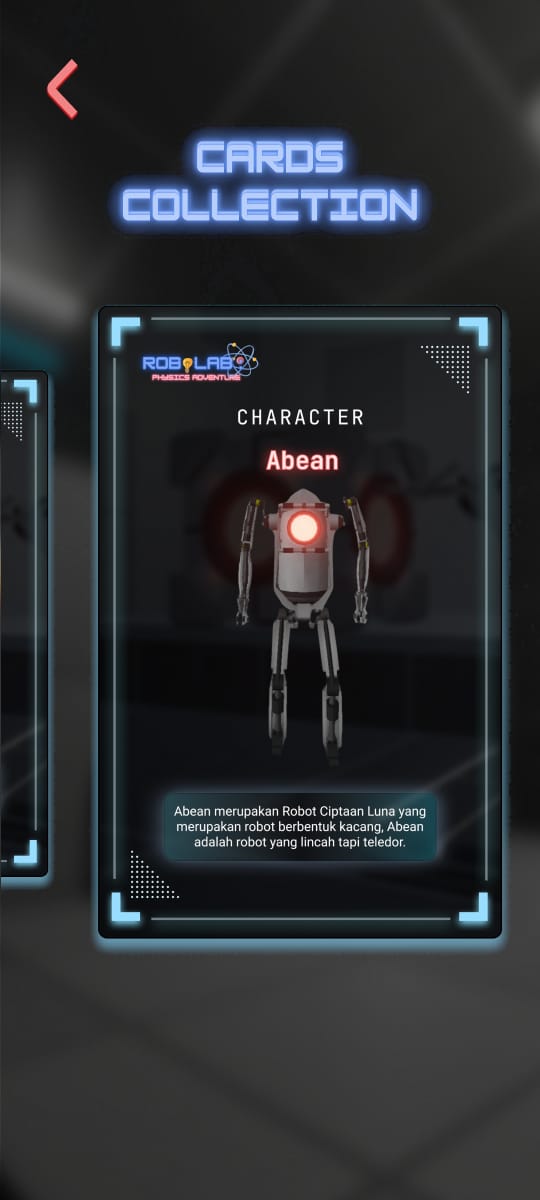 CARDS
COLLECTION
ROBOLAB
PHYSICS ADVENTURE
CHARACTER
Abean
Abean merupakan Robot Ciptaan Luna yang
merupakan robot berbentuk kacang, Abean
adalah robot yang lincah tapi teledor.